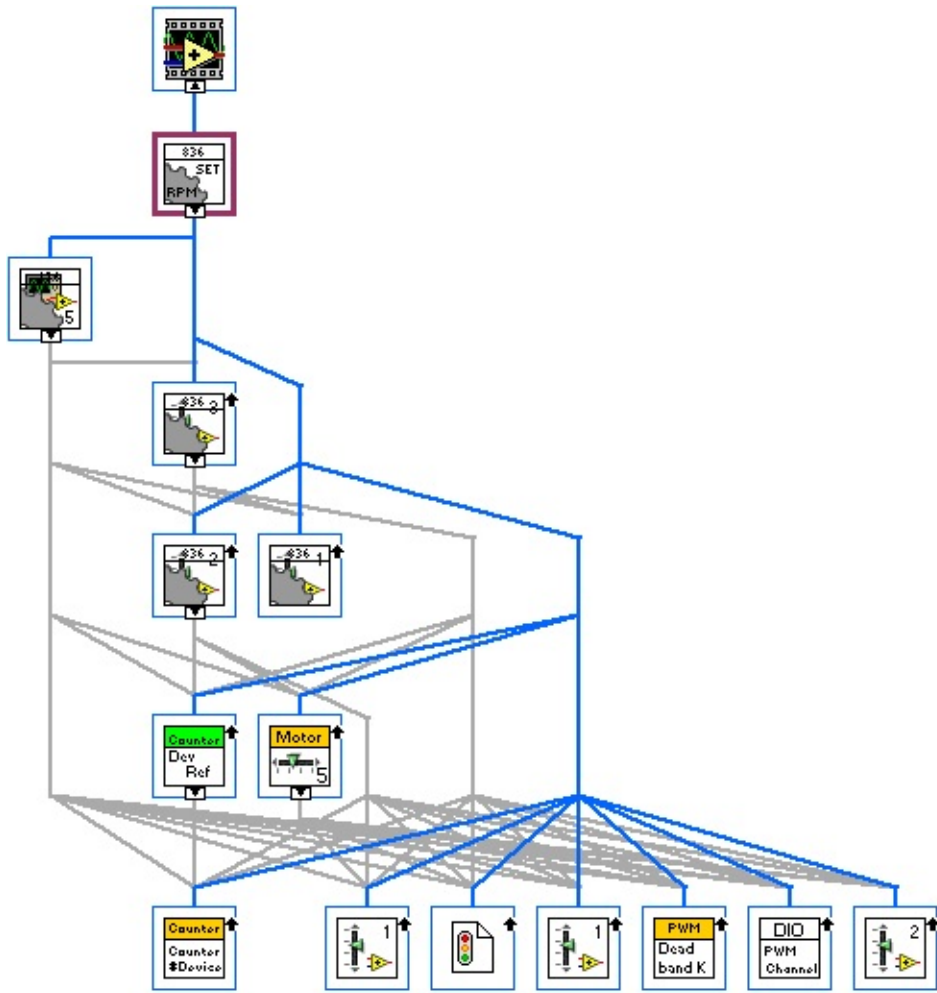 836
SET
RPM
5
836 3
836 2
836 1
Counter
Dev
Ref
Motor
5
Counter
Counter
#Device
1
1
PWM
Dead
band K
DIO
PWM
Channel
2